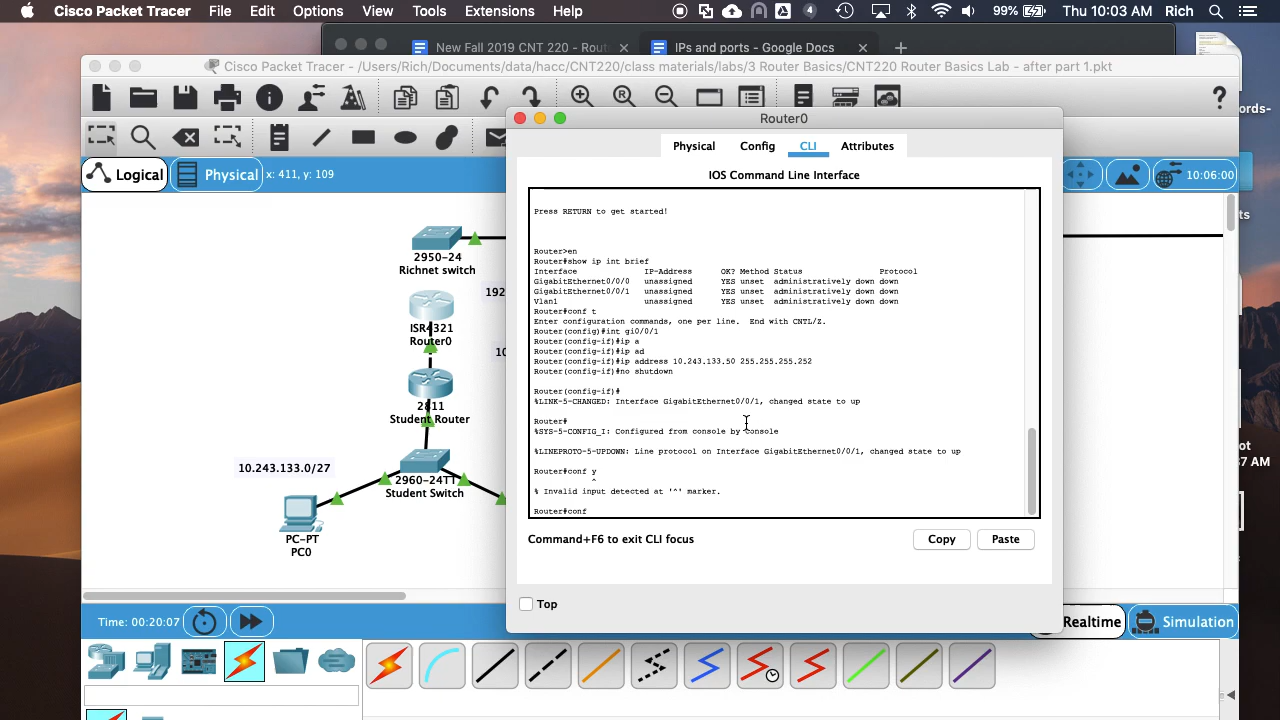 Cisco Packet Tracer File Edit Options View Tools Extensions Help 4 99% Thu 10:03 AM Rich
New Fall 2019 CNT 220 - Rout
IPs and ports - Google Docs
Cisco Packet Tracer - /Users/Rich/Documents/data/nacc/CNT220/class materials/labs/3 Router Basics/CNT220 Router Basics Lab - after part 1.pkt
ords-
Router0
Physical Config CLI Attributes
Logical Physical x: 411, y: 109
10:06:00
IOS Command Line Interface
ts
Press RETURN to get started!
Router>en
Router#show ip int brief
Interface IP-Address OK? Method Status Protocol
GigabitEthernet0/0/0 unassigned YES unset administratively down down
GigabitEthernet0/0/1 unassigned YES unset administratively down down
Vlan1 unassigned YES unset administratively down down
Router#conf t
Enter configuration commands, one per line. End with CNTL/Z.
Router(config)#int gi0/0/1
Router(config-if)#ip a
Router(config-if)#ip ad
Router(config-if)#ip address 10.243.133.50 255.255.255.252
Router(config-if)#no shutdown
Router(config-if)#
%LINK-5-CHANGED: Interface GigabitEthernet0/0/1, changed state to up
Router#
%SYS-5-CONFIG_I: Configured from console by console
%LINEPROTO-5-UPDOWN: Line protocol on Interface GigabitEthernet0/0/1, changed state to up
Router#conf y
^
% Invalid input detected at '^' marker.
Router#conf
Command+F6 to exit CLI focus
Copy Paste
Top
2950-24
Richnet switch
192
ISR4321
Router0
10
2811
Student Router
10.243.133.0/27
2960-24TT
Student Switch
PC-PT
PC0
ot
7 AM
Time: 00:20:07
Realtime Simulation